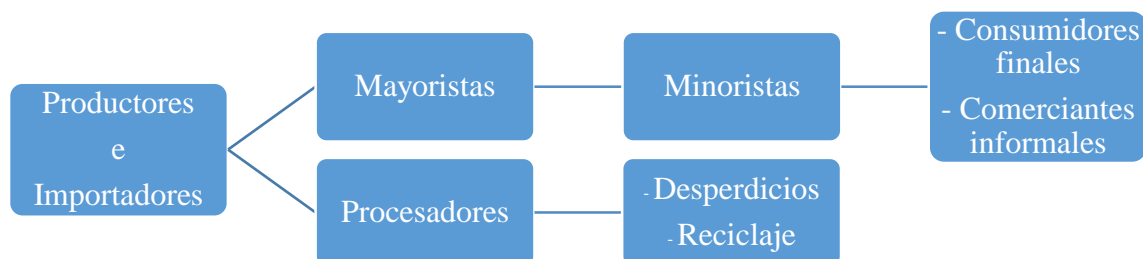 Productores
e
Importadores
Mayoristas
Minoristas
- Consumidores
finales
- Comerciantes
informales
Procesadores
- Desperdicios
- Reciclaje